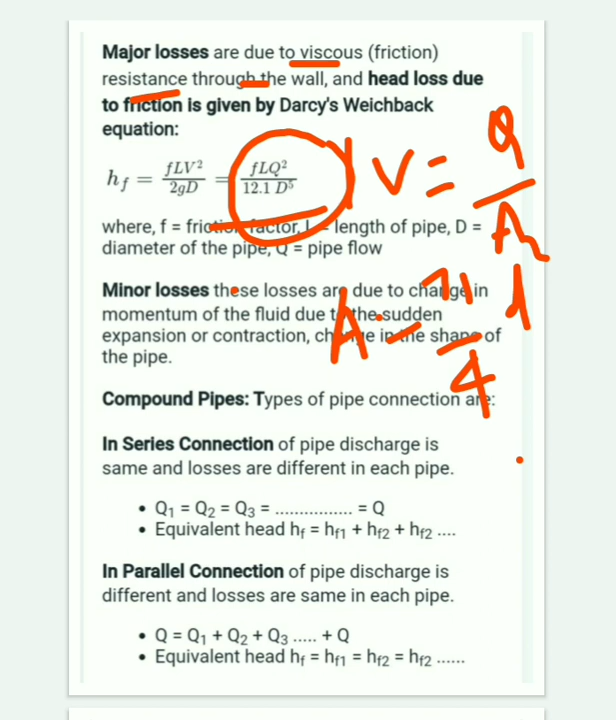 Major losses are due to viscous (friction)
resistance through the wall, and head loss due
to friction is given by Darcy's Weichback
equation:
h_f = fLV²/2gD = fLQ²/12.1 D⁵
V = Q/A
where, f = friction factor, L = length of pipe, D =
diameter of the pipe, Q = pipe flow
Minor losses these losses are due to change in
momentum of the fluid due to the sudden
expansion or contraction, change in the shape of
the pipe.
A = π/4 d
Compound Pipes: Types of pipe connection are:
In Series Connection of pipe discharge is
same and losses are different in each pipe.
• Q₁ = Q₂ = Q₃ = ................ = Q
• Equivalent head h_f = h_f1 + h_f2 + h_f2 ....
In Parallel Connection of pipe discharge is
different and losses are same in each pipe.
• Q = Q₁ + Q₂ + Q₃ ..... + Q
• Equivalent head h_f = h_f1 = h_f2 = h_f2 ......